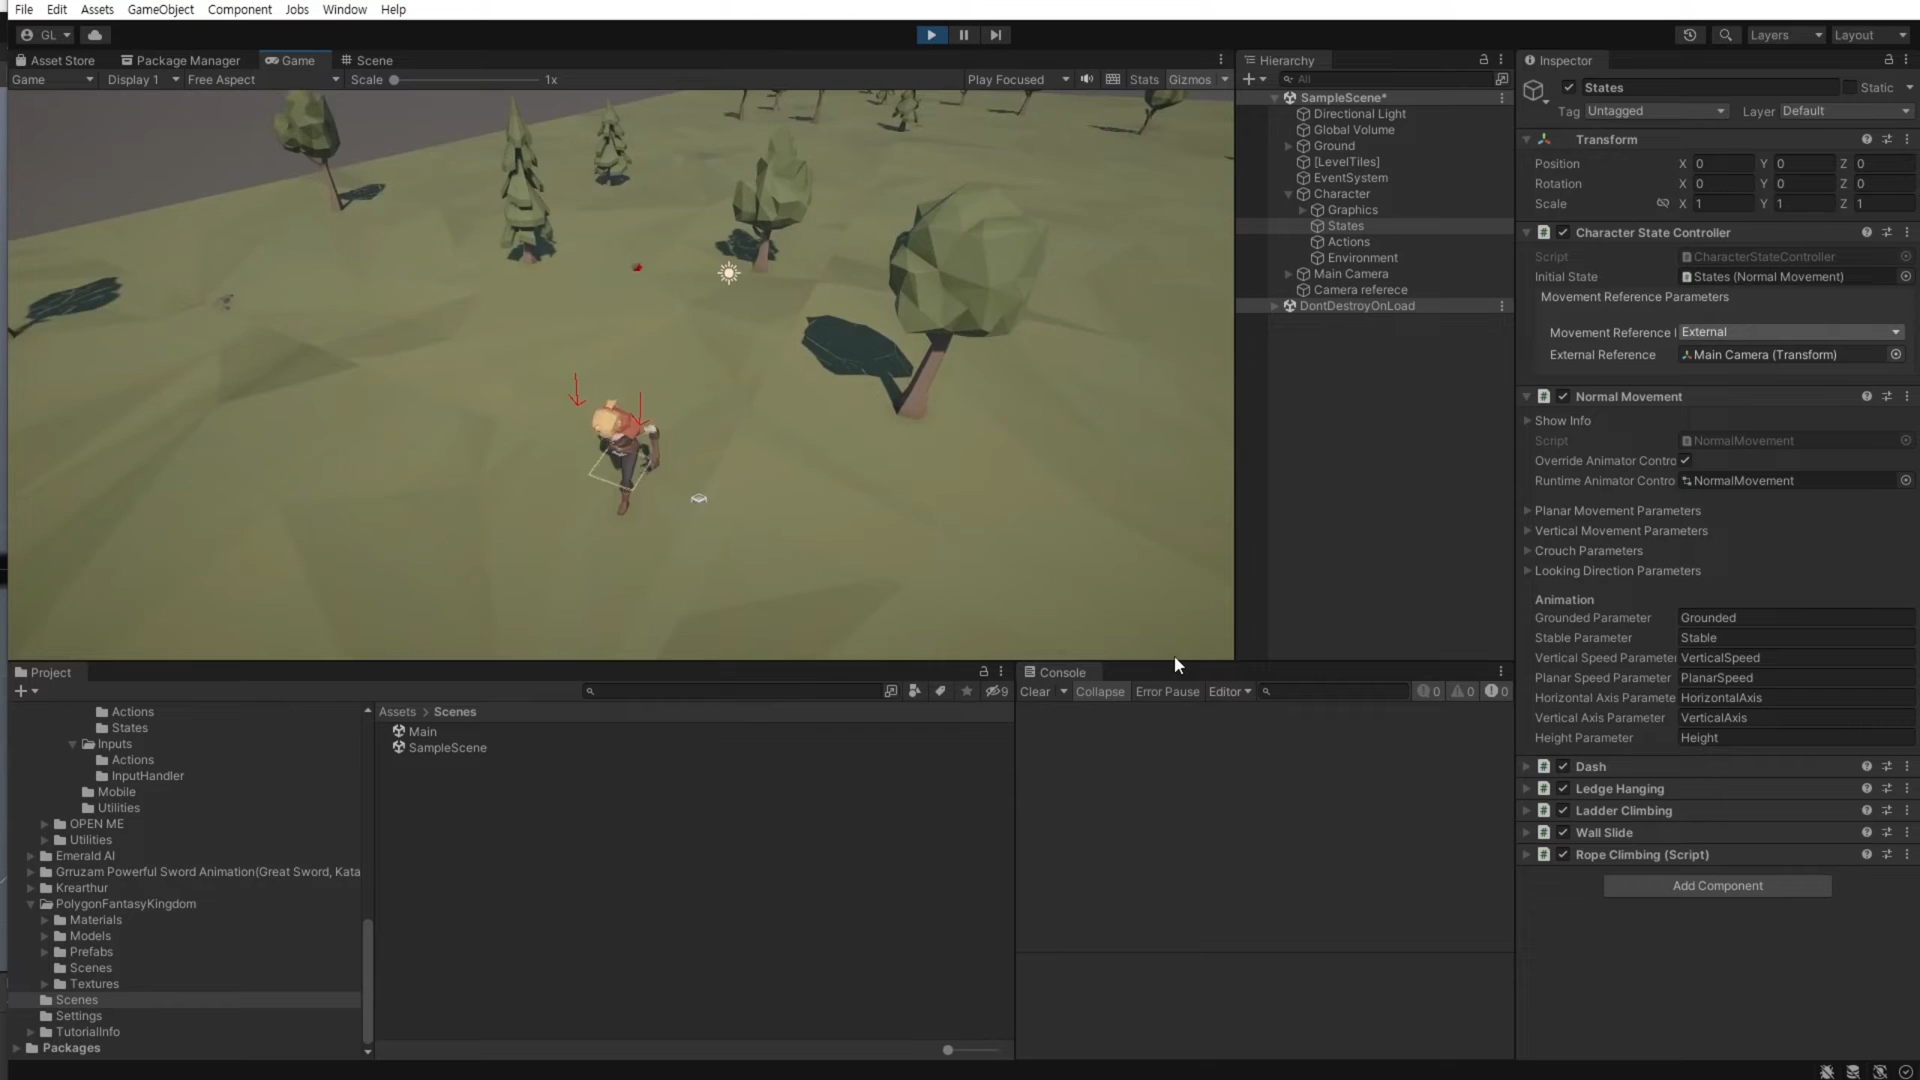 File Edit Assets GameObject Component Jobs Window Help
GL
Layers Layout
Asset Store Package Manager Game Scene
Game Display 1 Free Aspect Scale 1x Play Focused Stats Gizmos
Hierarchy
All
SampleScene*
Directional Light
Global Volume
Ground
[LevelTiles]
EventSystem
Character
Graphics
States
Actions
Environment
Main Camera
Camera referece
DontDestroyOnLoad
Inspector
States Static
Tag Untagged Layer Default
Transform
Position X 0 Y 0 Z 0
Rotation X 0 Y 0 Z 0
Scale X 1 Y 1 Z 1
Character State Controller
Script CharacterStateController
Initial State States (Normal Movement)
Movement Reference Parameters
Movement Reference External
External Reference Main Camera (Transform)
Normal Movement
Show Info
Script NormalMovement
Override Animator Contro
Runtime Animator Contro NormalMovement
Planar Movement Parameters
Vertical Movement Parameters
Crouch Parameters
Looking Direction Parameters
Animation
Grounded Parameter Grounded
Stable Parameter Stable
Vertical Speed Parameter VerticalSpeed
Planar Speed Parameter PlanarSpeed
Horizontal Axis Paramete HorizontalAxis
Vertical Axis Parameter VerticalAxis
Height Parameter Height
Dash
Ledge Hanging
Ladder Climbing
Wall Slide
Rope Climbing (Script)
Add Component
Project
9
Actions
States
Inputs
Actions
InputHandler
Mobile
Utilities
OPEN ME
Utilities
Emerald AI
Grruzam Powerful Sword Animation(Great Sword, Kata
Krearthur
PolygonFantasyKingdom
Materials
Models
Prefabs
Scenes
Textures
Scenes
Settings
TutorialInfo
Packages
Assets > Scenes
Main
SampleScene
Console
Clear Collapse Error Pause Editor 0 0 0